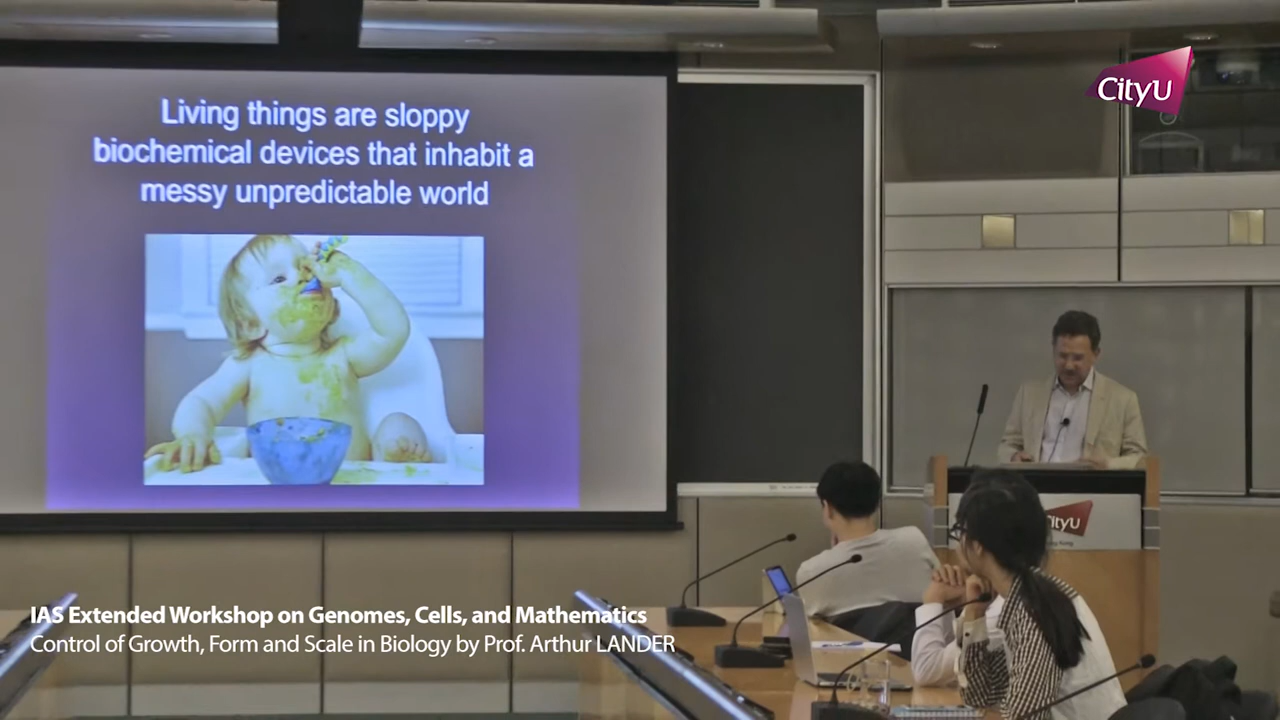 Living things are sloppy
biochemical devices that inhabit a
messy unpredictable world
CityU
CityU
IAS Extended Workshop on Genomes, Cells, and Mathematics
Control of Growth, Form and Scale in Biology by Prof. Arthur LANDER